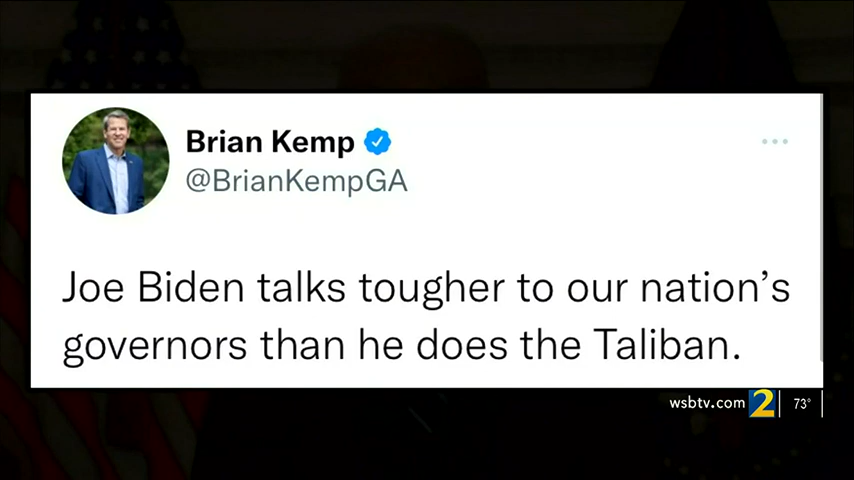 Brian Kemp
@BrianKempGA
Joe Biden talks tougher to our nation’s
governors than he does the Taliban.
wsbtv.com 2 73°